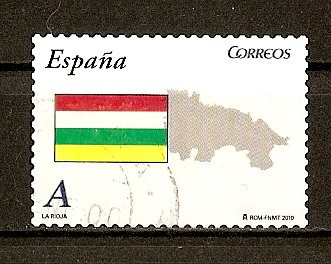 España CORREOS
A
LA RIOJA RCM-FNMT 2010